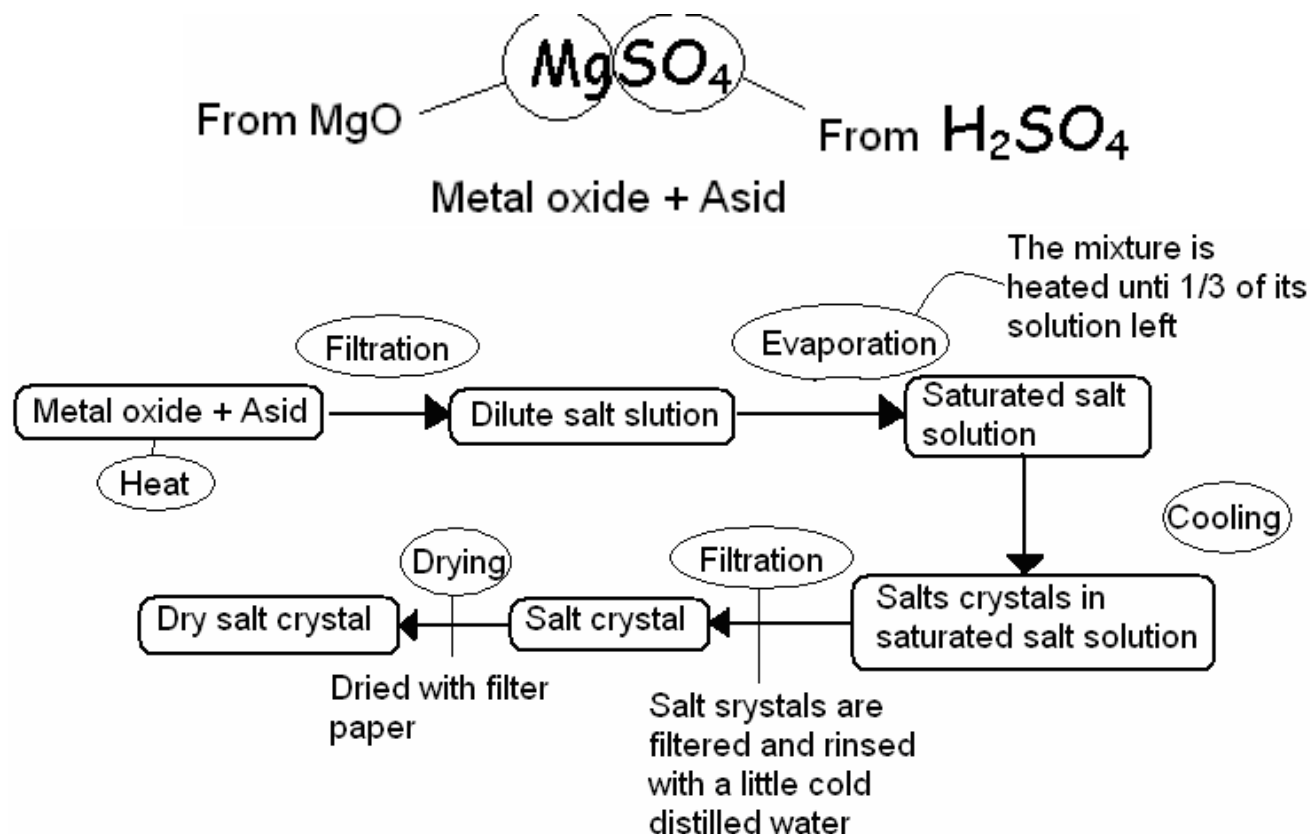 MgSO₄
From MgO
From H₂SO₄
Metal oxide + Asid
The mixture is
heated unti 1/3 of its
solution left
Filtration
Evaporation
Metal oxide + Asid
Dilute salt slution
Saturated salt
solution
Heat
Cooling
Drying
Filtration
Dry salt crystal
Salt crystal
Salts crystals in
saturated salt solution
Dried with filter
paper
Salt srystals are
filtered and rinsed
with a little cold
distilled water